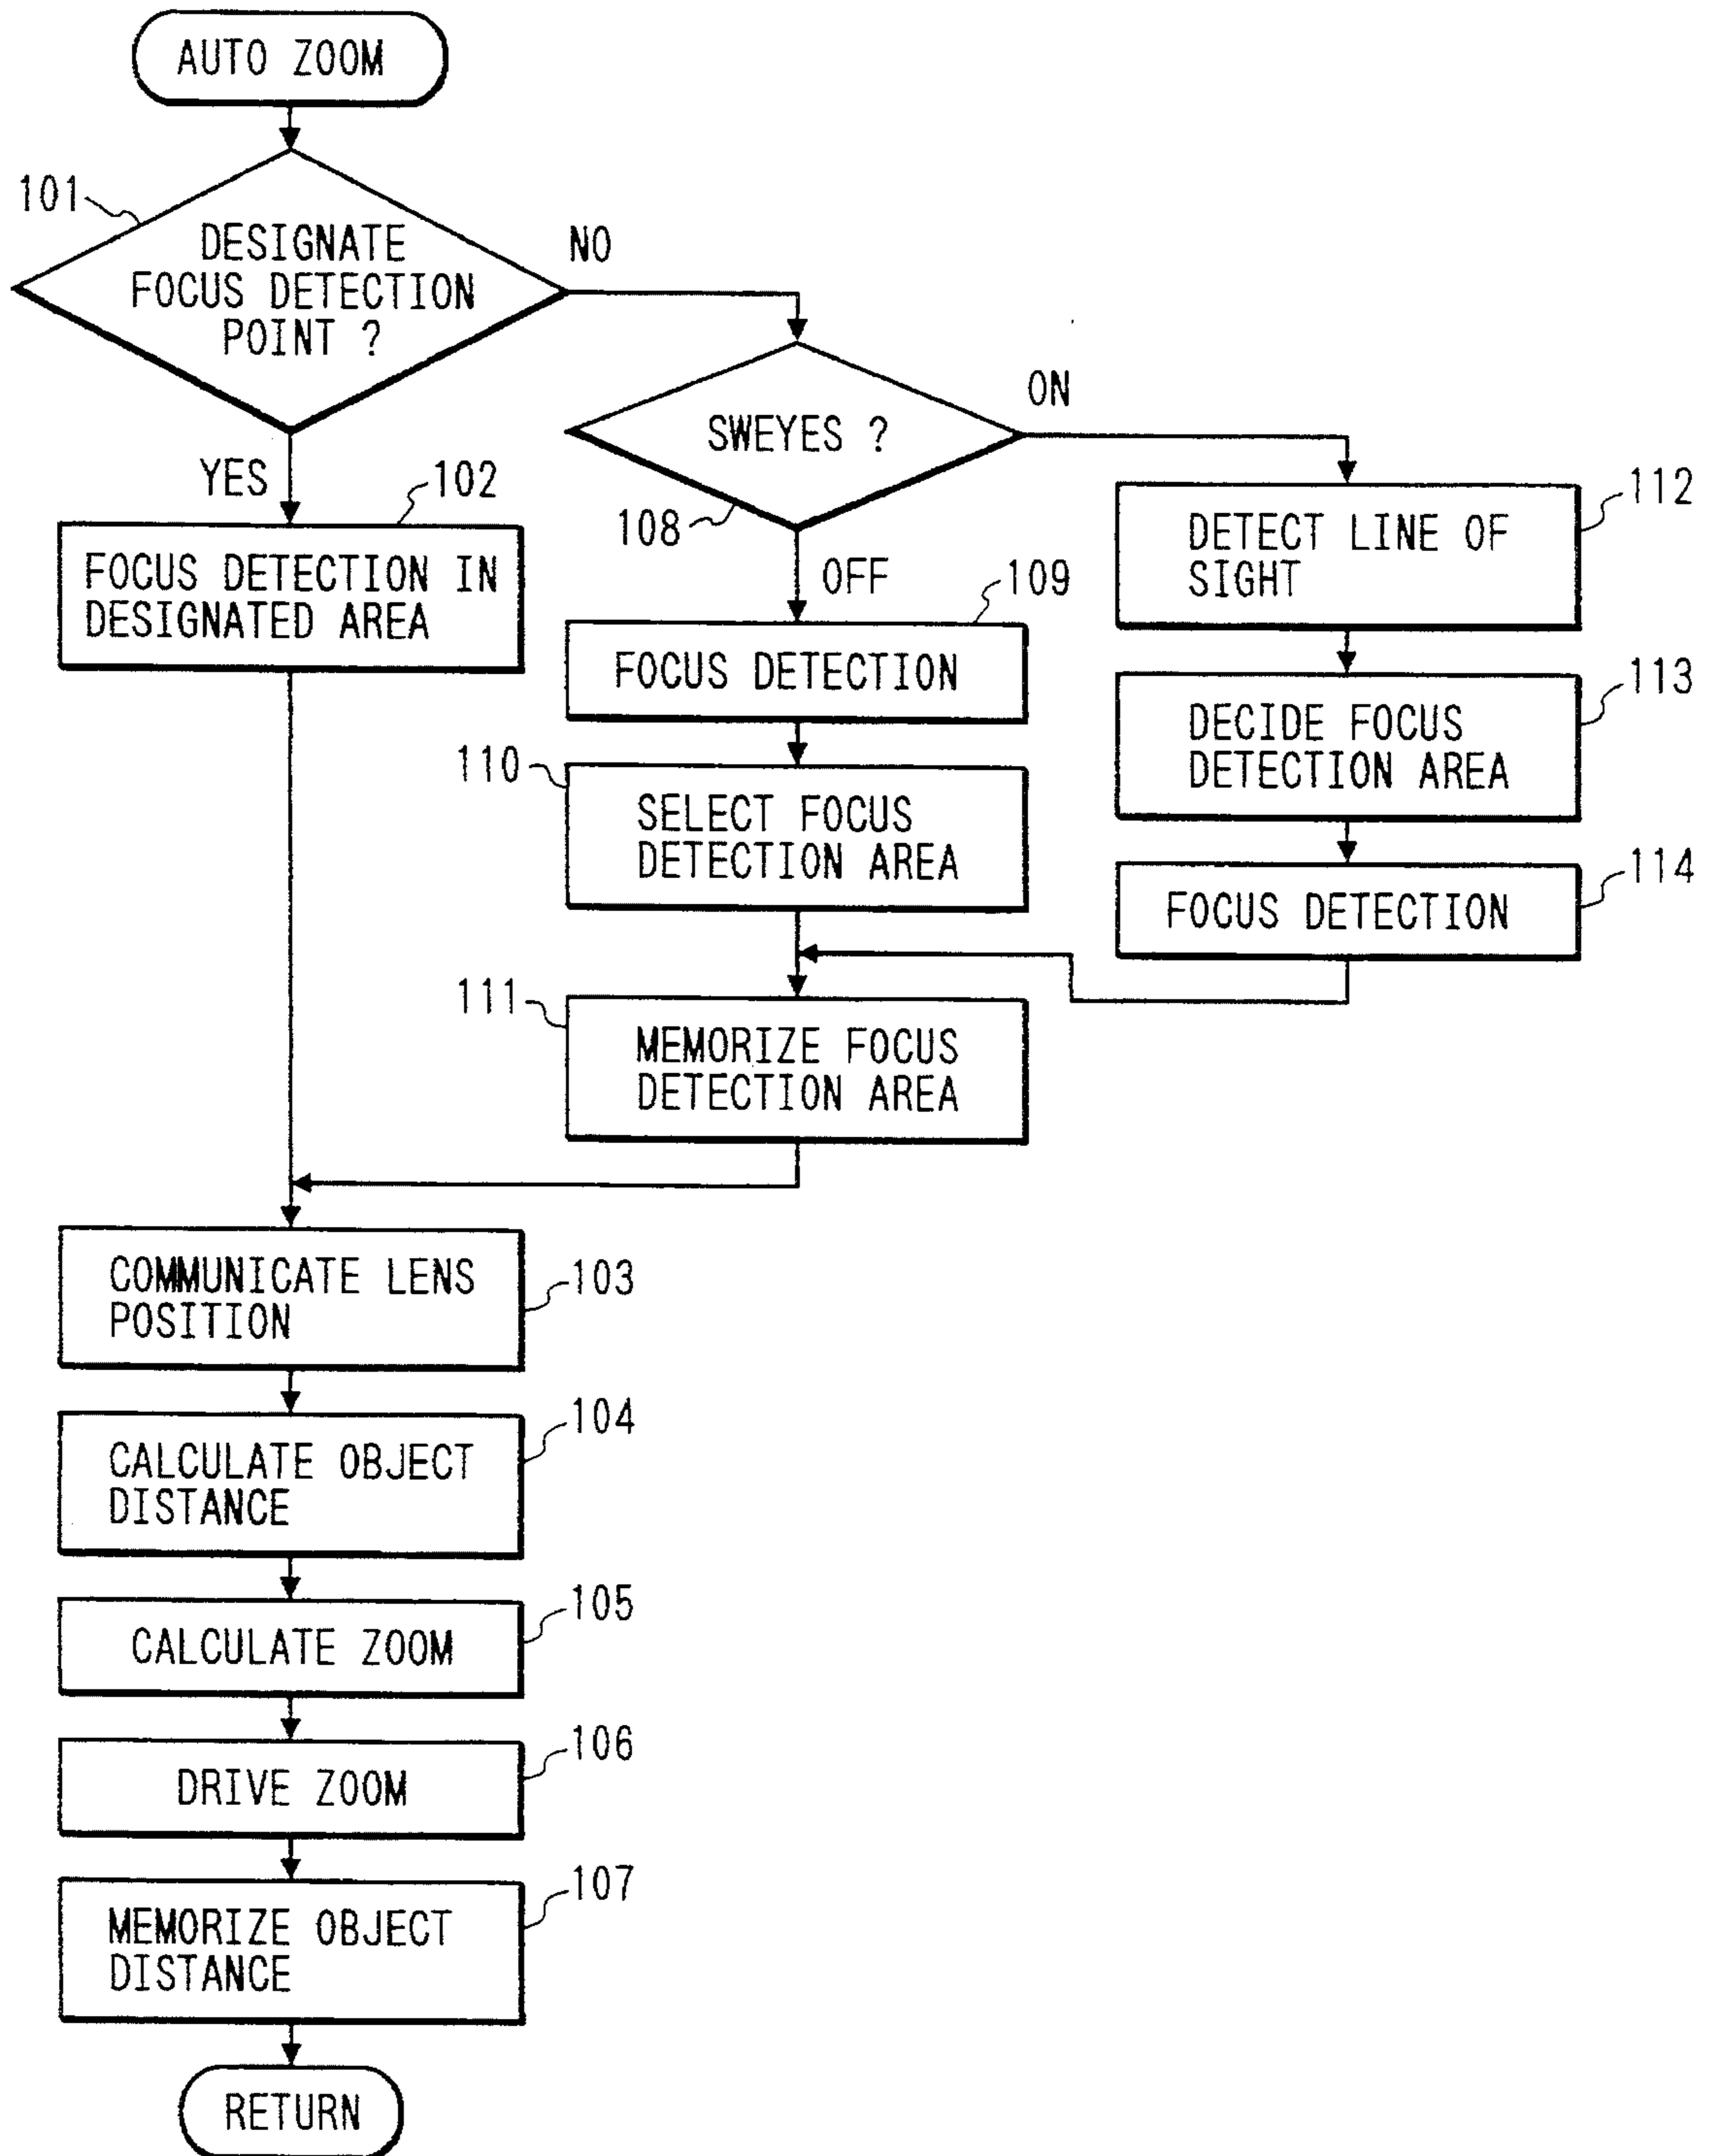 AUTO ZOOM
101
DESIGNATE
FOCUS DETECTION
POINT ?
NO
YES
102
FOCUS DETECTION IN
DESIGNATED AREA
SWEYES ?
108
ON
OFF
109
FOCUS DETECTION
110
SELECT FOCUS
DETECTION AREA
112
DETECT LINE OF
SIGHT
113
DECIDE FOCUS
DETECTION AREA
114
FOCUS DETECTION
111
MEMORIZE FOCUS
DETECTION AREA
COMMUNICATE LENS
POSITION
103
CALCULATE OBJECT
DISTANCE
104
CALCULATE ZOOM
105
DRIVE ZOOM
106
MEMORIZE OBJECT
DISTANCE
107
RETURN